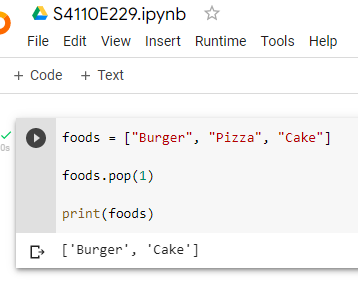 S4110E229.ipynb
File Edit View Insert Runtime Tools Help
+ Code + Text
0s
foods = ["Burger", "Pizza", "Cake"]
foods.pop(1)
print(foods)
['Burger', 'Cake']